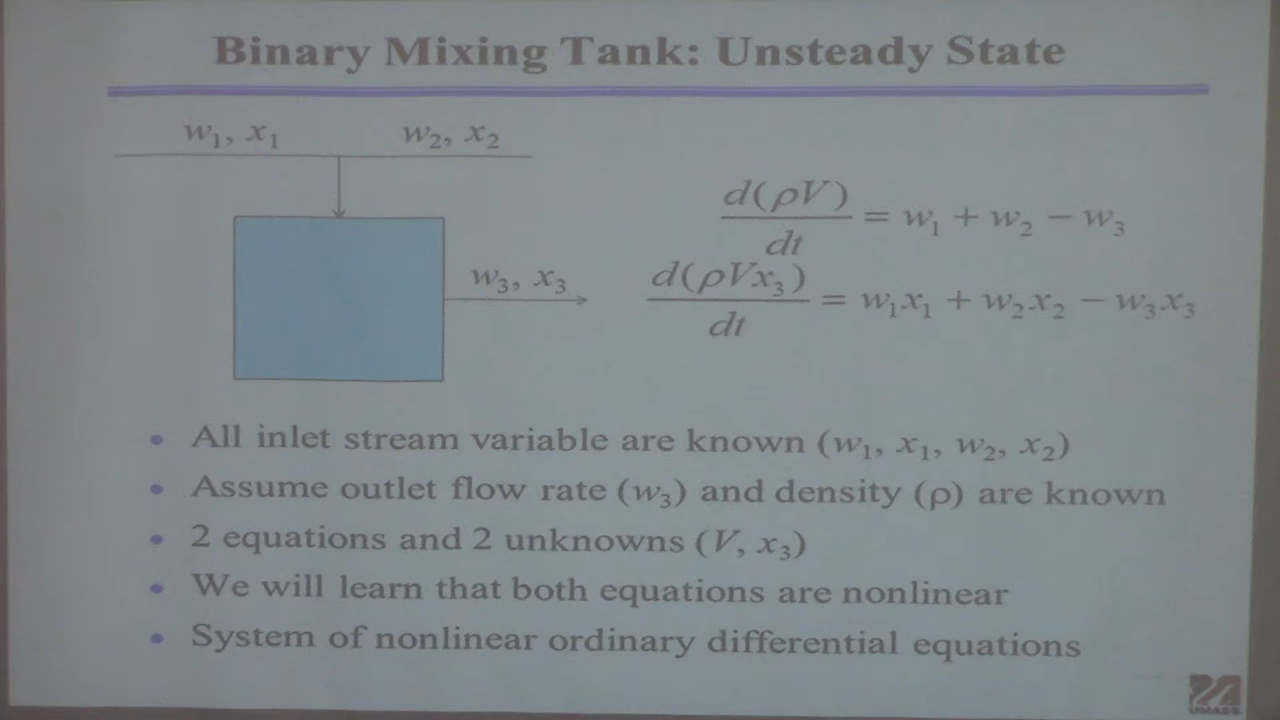 Binary Mixing Tank: Unsteady State
w₁, x₁ w₂, x₂
w₃, x₃
d(ρV)/dt = w₁ + w₂ − w₃
d(ρVx₃)/dt = w₁x₁ + w₂x₂ − w₃x₃
• All inlet stream variable are known (w₁, x₁, w₂, x₂)
• Assume outlet flow rate (w₃) and density (ρ) are known
• 2 equations and 2 unknowns (V, x₃)
• We will learn that both equations are nonlinear
• System of nonlinear ordinary differential equations
UMASS